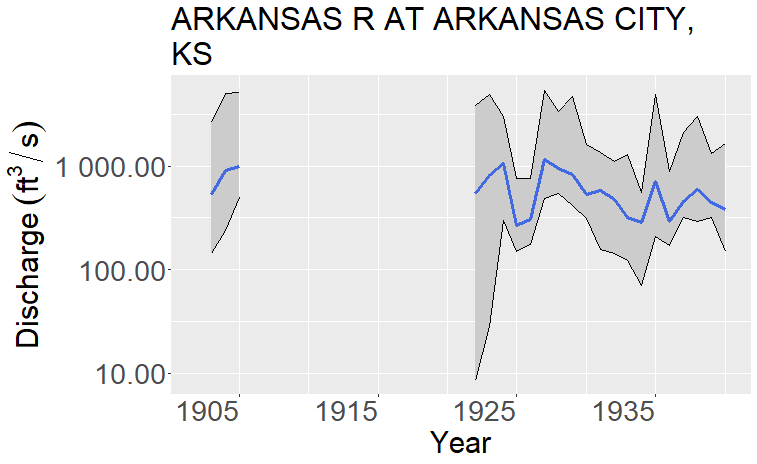 ARKANSAS R AT ARKANSAS CITY,
KS
Discharge (ft³/s)
1 000.00
100.00
10.00
1905 1915 1925 1935
Year